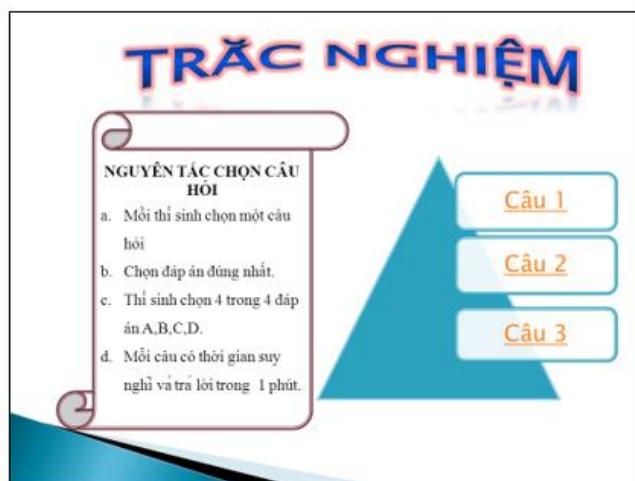 TRẮC NGHIỆM
NGUYÊN TẮC CHỌN CÂU
HỎI
a. Mỗi thí sinh chọn một câu
hỏi
b. Chọn đáp án đúng nhất.
c. Thí sinh chọn 4 trong 4 đáp
án A,B,C,D.
d. Mỗi câu có thời gian suy
nghĩ và trả lời trong 1 phút.
Câu 1
Câu 2
Câu 3